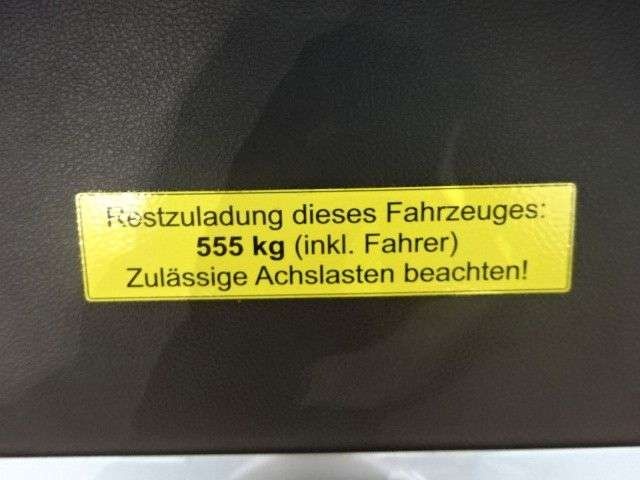 Restzuladung dieses Fahrzeuges:
555 kg (inkl. Fahrer)
Zulässige Achslasten beachten!